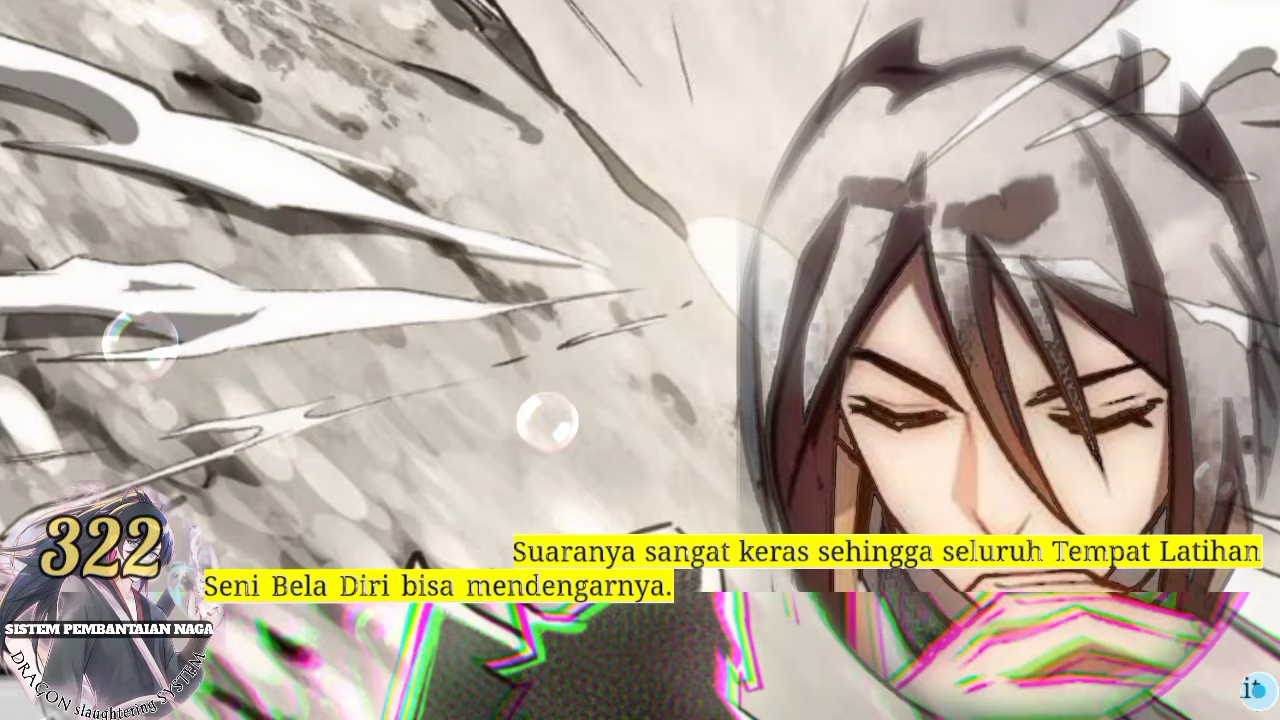 Suaranya sangat keras sehingga seluruh Tempat Latihan
Seni Bela Diri bisa mendengarnya.
322
SISTEM PEMBANTAIAN NAGA
DRAGON slaughtering SYSTEM
it